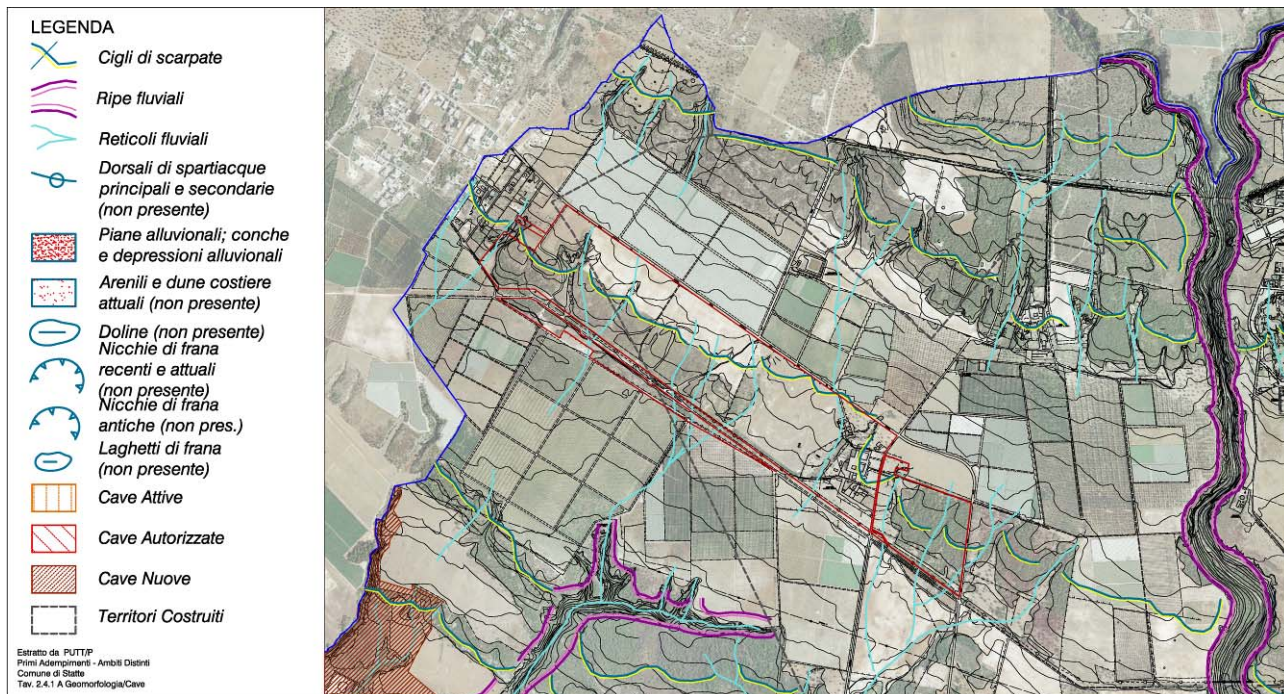 LEGENDA
Cigli di scarpate
Ripe fluviali
Reticoli fluviali
Dorsali di spartiacque
principali e secondarie
(non presente)
Piane alluvionali; conche
e depressioni alluvionali
Arenili e dune costiere
attuali (non presente)
Doline (non presente)
Nicchie di frana
recenti e attuali
(non presente)
Nicchie di frana
antiche (non pres.)
Laghetti di frana
(non presente)
Cave Attive
Cave Autorizzate
Cave Nuove
Territori Costruiti
Estratto da PUTT/P
Primi Adempimenti - Ambiti Distinti
Comune di Statte
Tav. 2.4.1 A Geomorfologia/Cave